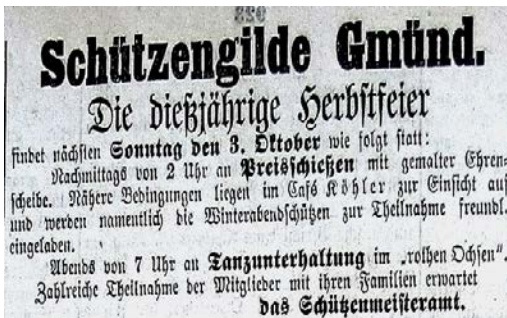 Schützengilde Gmünd.
Die dießjährige Herbstfeier
findet nächsten Sonntag den 3. Oktober wie folgt statt:
Nachmittags von 2 Uhr an Preisschießen mit gemalter Ehren-
scheibe. Nähere Bedingungen liegen im Café Köhler zur Einsicht auf
und werden namentlich die Winterabendschützen zur Theilnahme freundl.
eingeladen.
Abends von 7 Uhr an Tanzunterhaltung im „rothen Ochsen“.
Zahlreiche Theilnahme der Mitglieder mit ihren Familien erwartet
das Schützenmeisteramt.